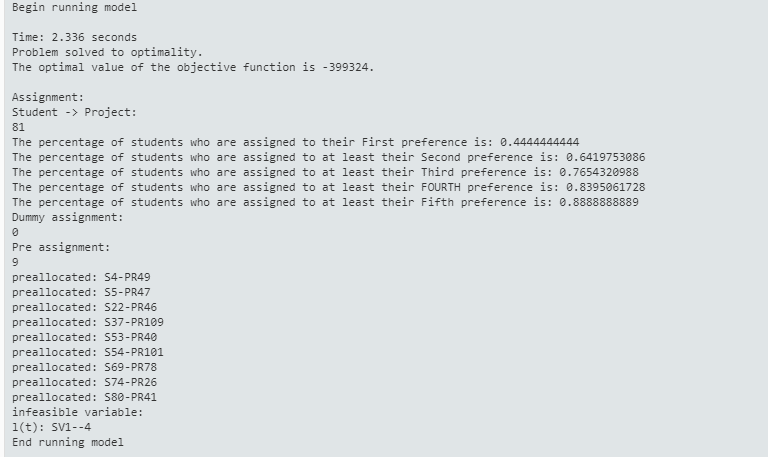 Begin running model
Time: 2.336 seconds
Problem solved to optimality.
The optimal value of the objective function is -399324.
Assignment:
Student -> Project:
81
The percentage of students who are assigned to their First preference is: 0.4444444444
The percentage of students who are assigned to at least their Second preference is: 0.6419753086
The percentage of students who are assigned to at least their Third preference is: 0.7654320988
The percentage of students who are assigned to at least their FOURTH preference is: 0.8395061728
The percentage of students who are assigned to at least their Fifth preference is: 0.8888888889
Dummy assignment:
0
Pre assignment:
9
preallocated: S4-PR49
preallocated: S5-PR47
preallocated: S22-PR46
preallocated: S37-PR109
preallocated: S53-PR40
preallocated: S54-PR101
preallocated: S69-PR78
preallocated: S74-PR26
preallocated: S80-PR41
infeasible variable:
l(t): SV1--4
End running model